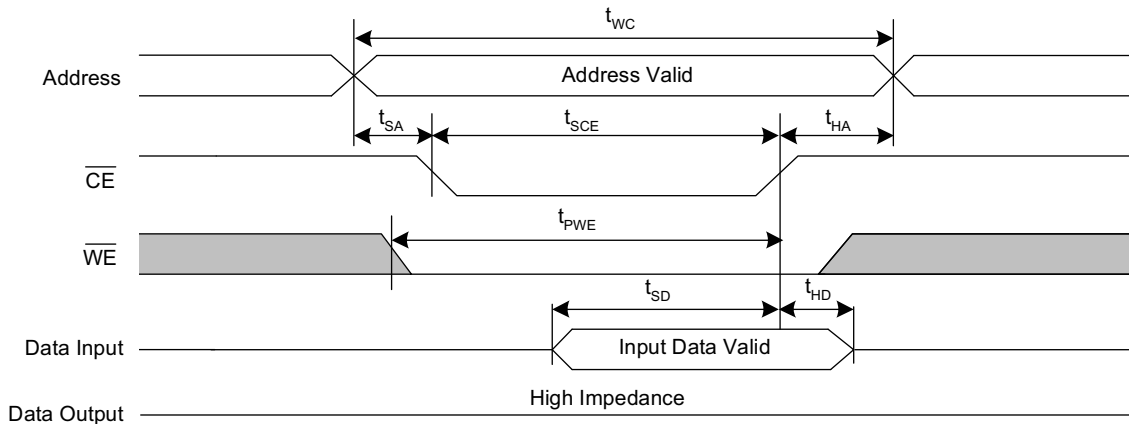 tWC
Address
Address Valid
tSA
tSCE
tHA
CE
tPWE
WE
tSD
tHD
Data Input
Input Data Valid
High Impedance
Data Output